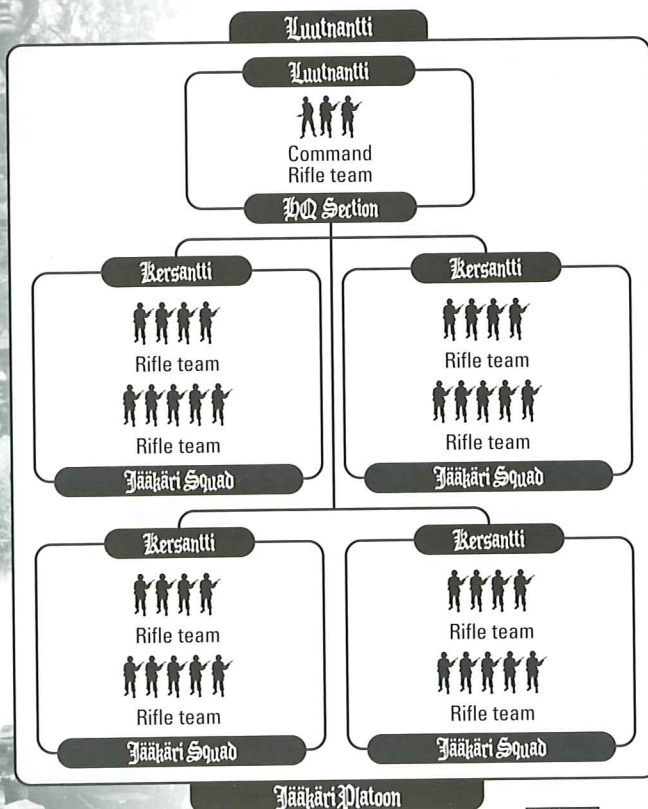 Luutnantti
Luutnantti
Command
Rifle team
HQ Section
Kersantti
Rifle team
Rifle team
Jääkäri Squad
Kersantti
Rifle team
Rifle team
Jääkäri Squad
Kersantti
Rifle team
Rifle team
Jääkäri Squad
Kersantti
Rifle team
Rifle team
Jääkäri Squad
Jääkäri Platoon